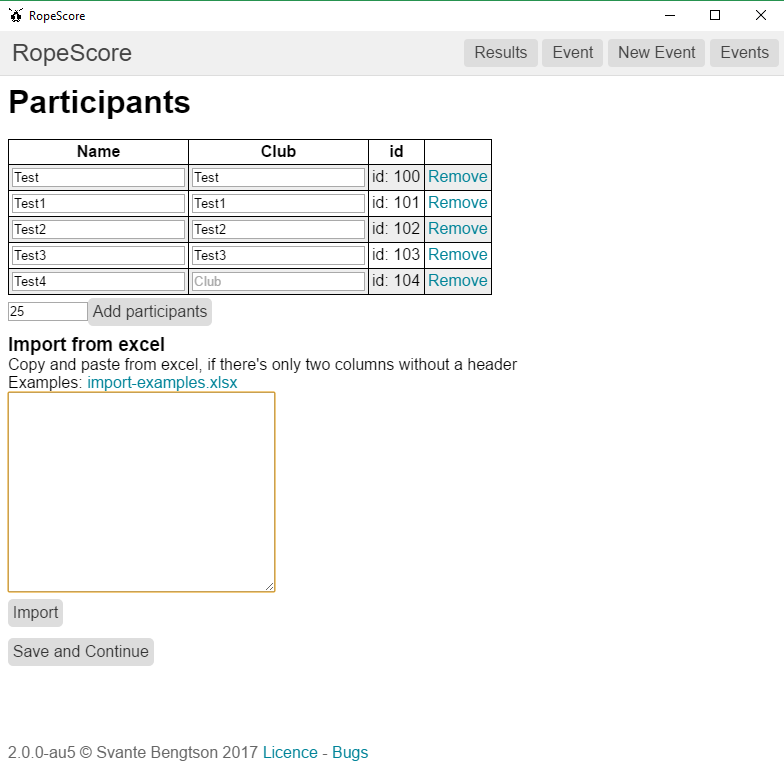 RopeScore
RopeScore Results Event New Event Events
Participants
Name Club id
Test Test id: 100 Remove
Test1 Test1 id: 101 Remove
Test2 Test2 id: 102 Remove
Test3 Test3 id: 103 Remove
Test4 Club id: 104 Remove
25 Add participants
Import from excel
Copy and paste from excel, if there's only two columns without a header
Examples: import-examples.xlsx
Import
Save and Continue
2.0.0-au5 © Svante Bengtson 2017 Licence - Bugs